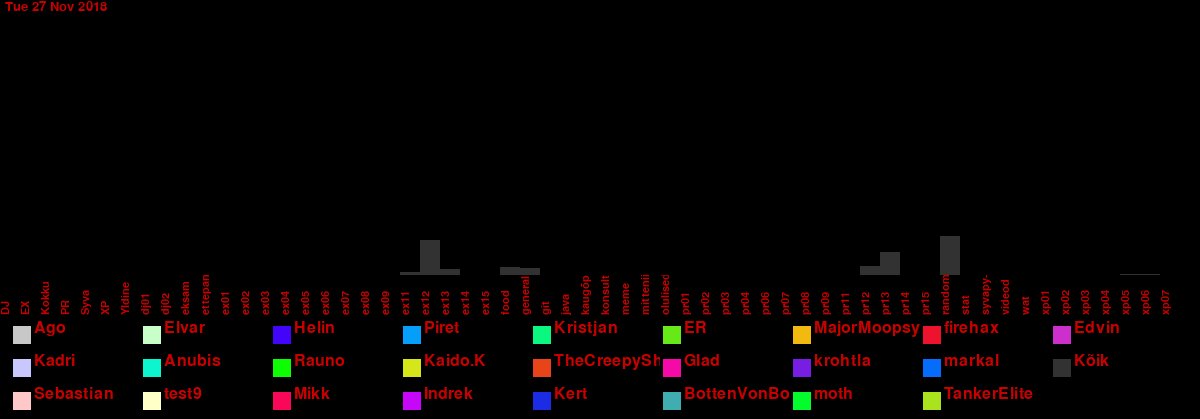 Tue 27 Nov 2018
DJ
EX
Kokku
PR
Syva
XP
Yldine
dj01
dj02
eksam
ettepan
ex01
ex02
ex03
ex04
ex05
ex06
ex07
ex08
ex09
ex11
ex12
ex13
ex14
ex15
food
general
git
java
kaugõp
konsult
meme
mittenii
olulised
pr01
pr02
pr03
pr04
pr06
pr07
pr08
pr09
pr11
pr12
pr13
pr14
pr15
random
stat
syvapy-
videod
wat
xp01
xp02
xp03
xp04
xp05
xp06
xp07
Ago Elvar Helin Piret Kristjan ER MajorMoopsy firehax Edvin
Kadri Anubis Rauno Kaido.K TheCreepySh Glad krohtla markal Kõik
Sebastian test9 Mikk Indrek Kert BottenVonBo moth TankerElite